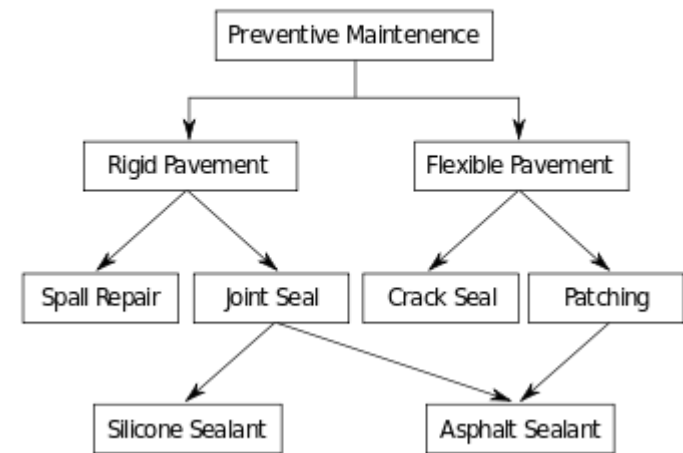 Preventive Maintenence
Rigid Pavement
Flexible Pavement
Spall Repair
Joint Seal
Crack Seal
Patching
Silicone Sealant
Asphalt Sealant